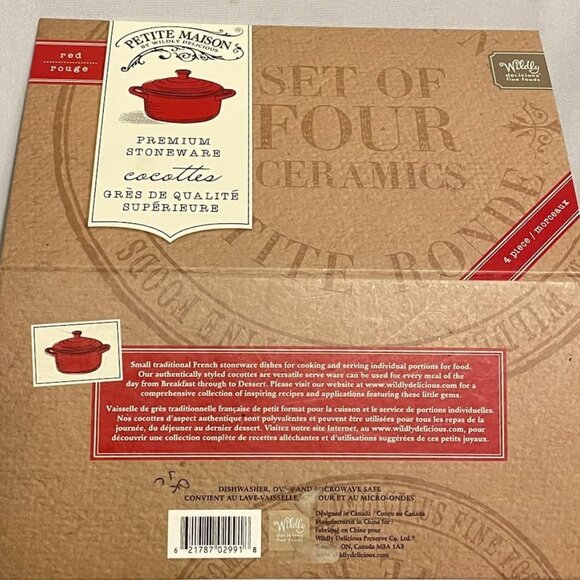 red
rouge
PETITE MAISON
BY WILDLY DELICIOUS
PREMIUM
STONEWARE
cocottes
GRÈS DE QUALITÉ
SUPÉRIEURE
SET OF
FOUR
CERAMICS
Wildly
delicious
fine foods
4 piece / morceaux
Small traditional French stoneware dishes for cooking and serving individual portions for food.
Our authentically styled cocottes are versatile serve ware can be used for every meal of the
day from Breakfast through to Dessert. Please visit our website at www.wildlydelicious.com for a
comprehensive collection of inspiring recipes and applications featuring these little gems.
Vaisselle de grès traditionnelle française de petit format pour la cuisson et le service de portions individuelles.
Nos cocottes d'aspect authentique sont polyvalentes et peuvent être utilisées pour tous les repas de la
journée, du déjeuner au dernier dessert. Visitez notre site Internet, au www.wildlydelicious.com, pour
découvrir une collection complète de recettes alléchantes et d'utilisations suggérées de ces petits joyaux.
DISHWASHER, OVEN AND MICROWAVE SAFE
CONVIENT AU LAVE-VAISSELLE, FOUR ET AU MICRO-ONDES
Designed in Canada / Conçu au Canada
Manufactured in China for /
Fabriqué en Chine pour
Wildly Delicious Preserve Co. Ltd.
Toronto, ON, Canada M3A 1A3
www.wildlydelicious.com
Wildly
delicious
fine foods
6 21787 02991 8